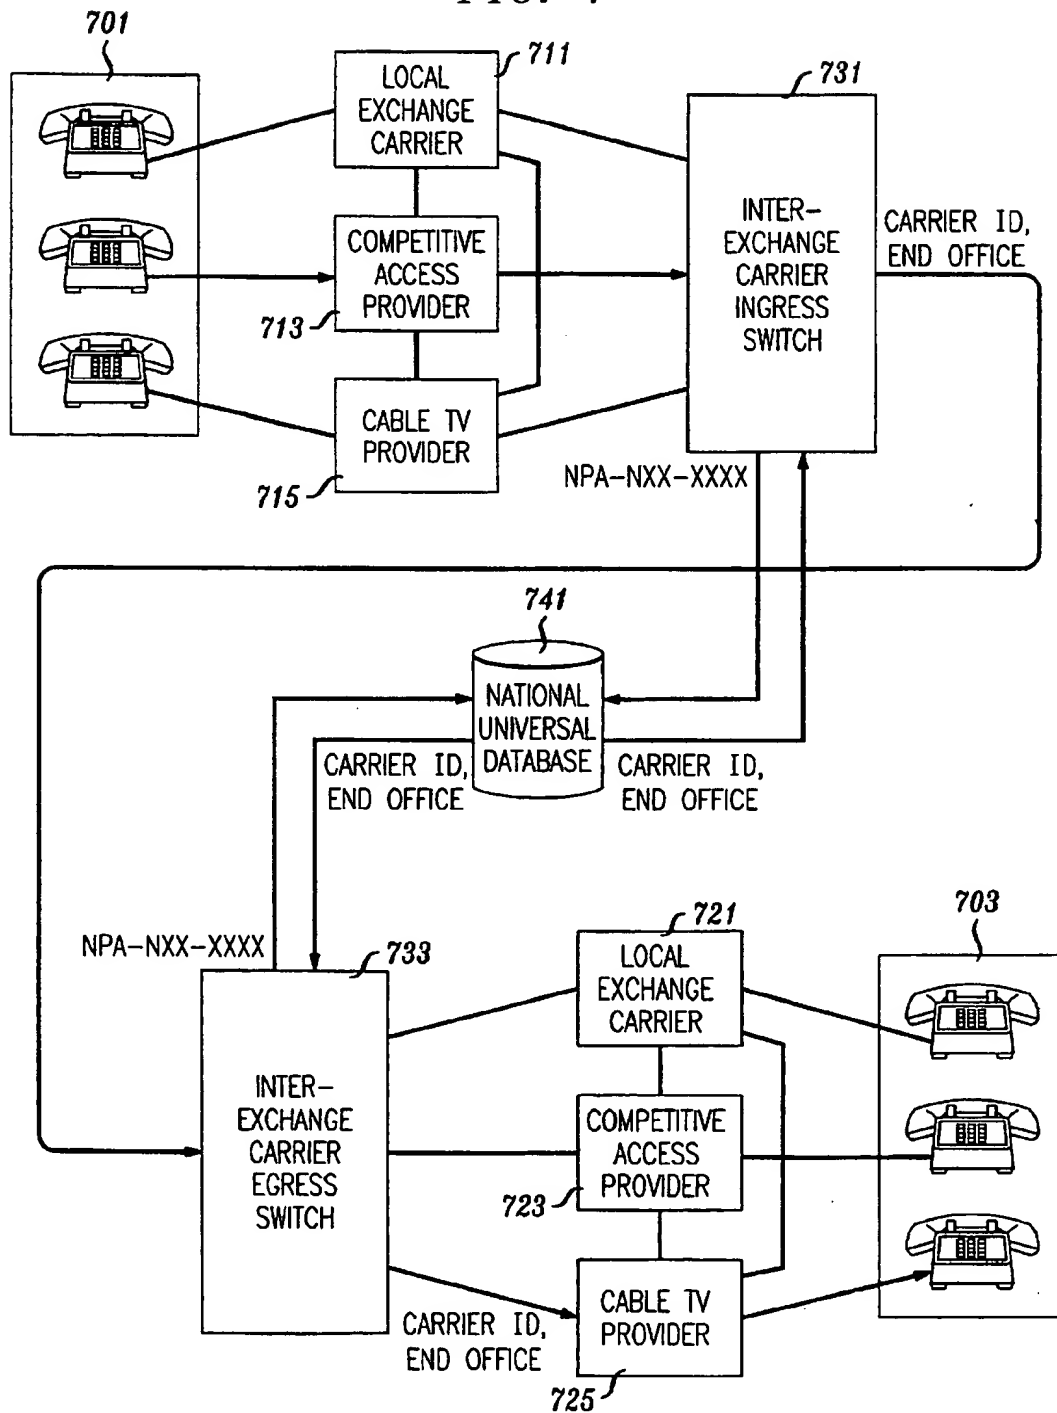 701
711
LOCAL
EXCHANGE
CARRIER
731
INTER-
EXCHANGE
CARRIER
INGRESS
SWITCH
CARRIER ID,
END OFFICE
COMPETITIVE
ACCESS
PROVIDER
713
CABLE TV
PROVIDER
715
NPA-NXX-XXXX
741
NATIONAL
UNIVERSAL
DATABASE
CARRIER ID,
END OFFICE
CARRIER ID,
END OFFICE
NPA-NXX-XXXX
733
INTER-
EXCHANGE
CARRIER
EGRESS
SWITCH
721
LOCAL
EXCHANGE
CARRIER
703
COMPETITIVE
ACCESS
PROVIDER
723
CABLE TV
PROVIDER
725
CARRIER ID,
END OFFICE